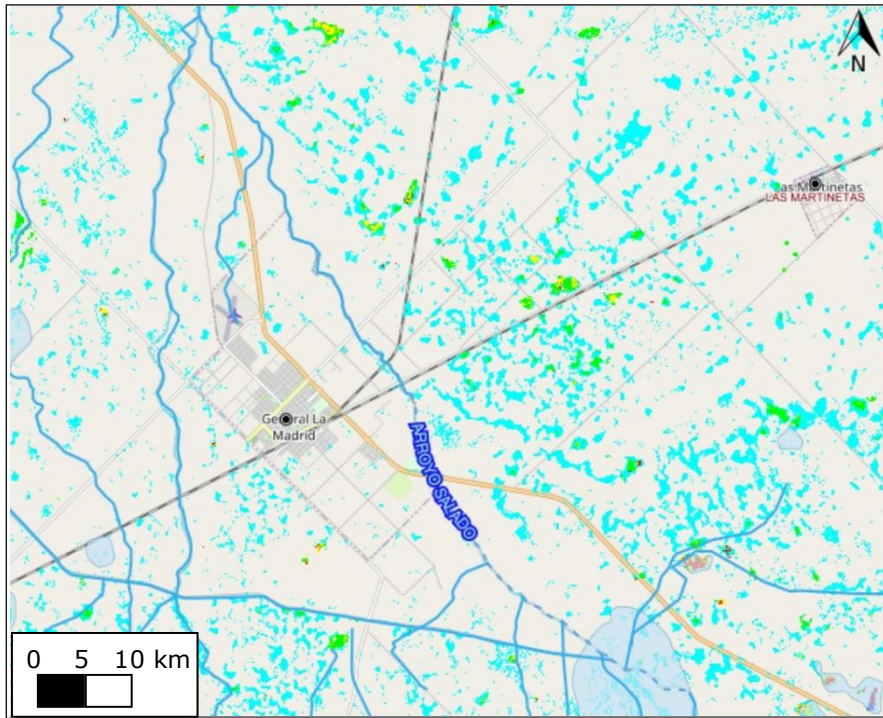 N
Las Martinetas
LAS MARTINETAS
General La
Madrid
ARROYO SALADO
0 5 10 km